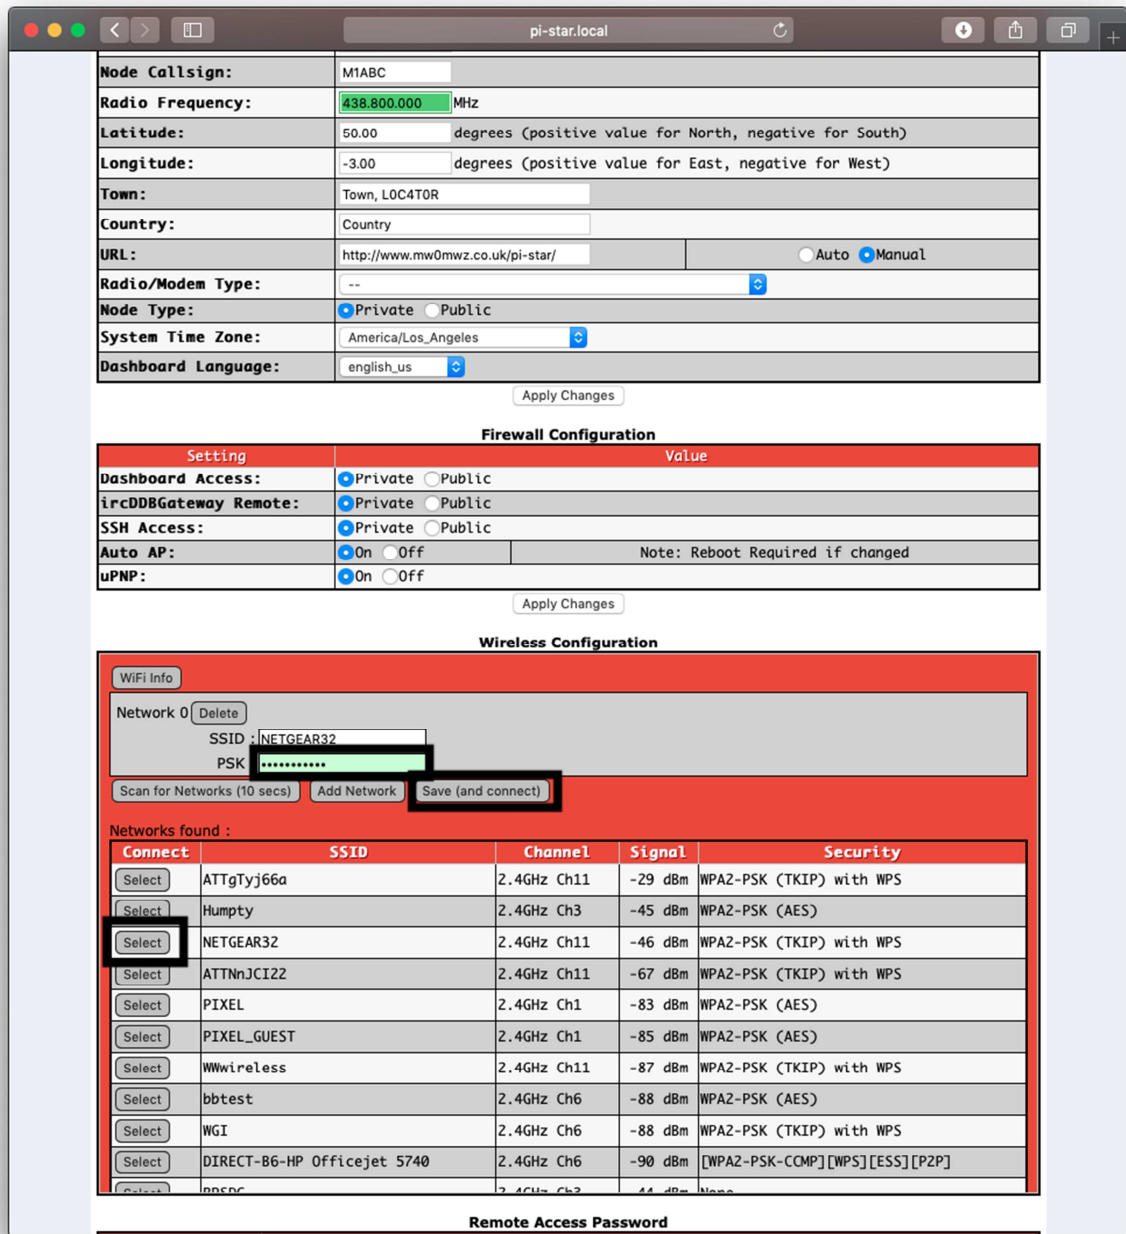 pi-star.local
Node Callsign: M1ABC
Radio Frequency: 438.800.000 MHz
Latitude: 50.00 degrees (positive value for North, negative for South)
Longitude: -3.00 degrees (positive value for East, negative for West)
Town: Town, L0C4T0R
Country: Country
URL: http://www.mw0mwz.co.uk/pi-star/ Auto Manual
Radio/Modem Type: --
Node Type: Private Public
System Time Zone: America/Los_Angeles
Dashboard Language: english_us
Apply Changes
Firewall Configuration
Setting Value
Dashboard Access: Private Public
ircDDBGateway Remote: Private Public
SSH Access: Private Public
Auto AP: On Off Note: Reboot Required if changed
uPNP: On Off
Apply Changes
Wireless Configuration
WiFi Info
Network 0 Delete
SSID : NETGEAR32
PSK •••••••••••
Scan for Networks (10 secs) Add Network Save (and connect)
Networks found :
Connect SSID Channel Signal Security
Select ATTgTyj66a 2.4GHz Ch11 -29 dBm WPA2-PSK (TKIP) with WPS
Select Humpty 2.4GHz Ch3 -45 dBm WPA2-PSK (AES)
Select NETGEAR32 2.4GHz Ch11 -46 dBm WPA2-PSK (TKIP) with WPS
Select ATTNnJCI22 2.4GHz Ch11 -67 dBm WPA2-PSK (TKIP) with WPS
Select PIXEL 2.4GHz Ch1 -83 dBm WPA2-PSK (AES)
Select PIXEL_GUEST 2.4GHz Ch1 -85 dBm WPA2-PSK (AES)
Select WWwireless 2.4GHz Ch11 -87 dBm WPA2-PSK (TKIP) with WPS
Select bbtest 2.4GHz Ch6 -88 dBm WPA2-PSK (AES)
Select WGI 2.4GHz Ch6 -88 dBm WPA2-PSK (TKIP) with WPS
Select DIRECT-B6-HP Officejet 5740 2.4GHz Ch6 -90 dBm [WPA2-PSK-CCMP][WPS][ESS][P2P]
Remote Access Password